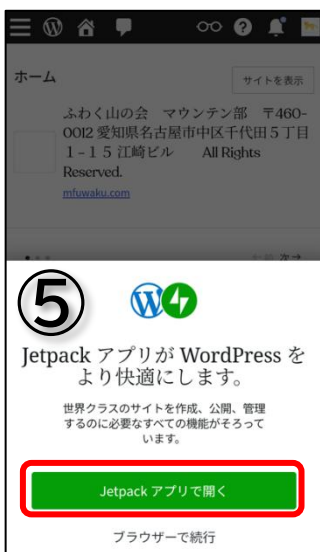 ホーム
サイトを表示
ふわく山の会　マウンテン部　〒460-
0012 愛知県名古屋市中区千代田５丁目
１−１５ 江崎ビル　All Rights
Reserved.
mfuwaku.com
次へ
⑤
Jetpack アプリが WordPress を
より快適にします。
世界クラスのサイトを作成、公開、管理
するのに必要なすべての機能がそろって
います。
Jetpack アプリで開く
ブラウザーで続行